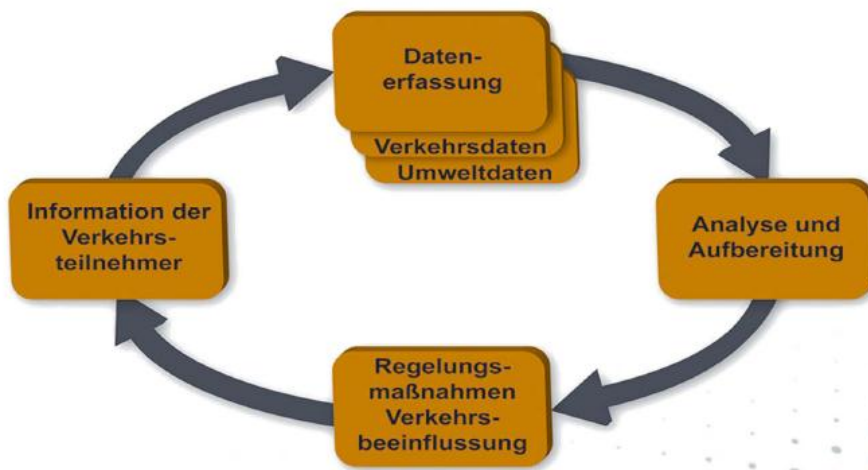 Daten-
erfassung
Verkehrsdaten
Umweltdaten
Analyse und
Aufbereitung
Regelungs-
maßnahmen
Verkehrs-
beeinflussung
Information der
Verkehrs-
teilnehmer